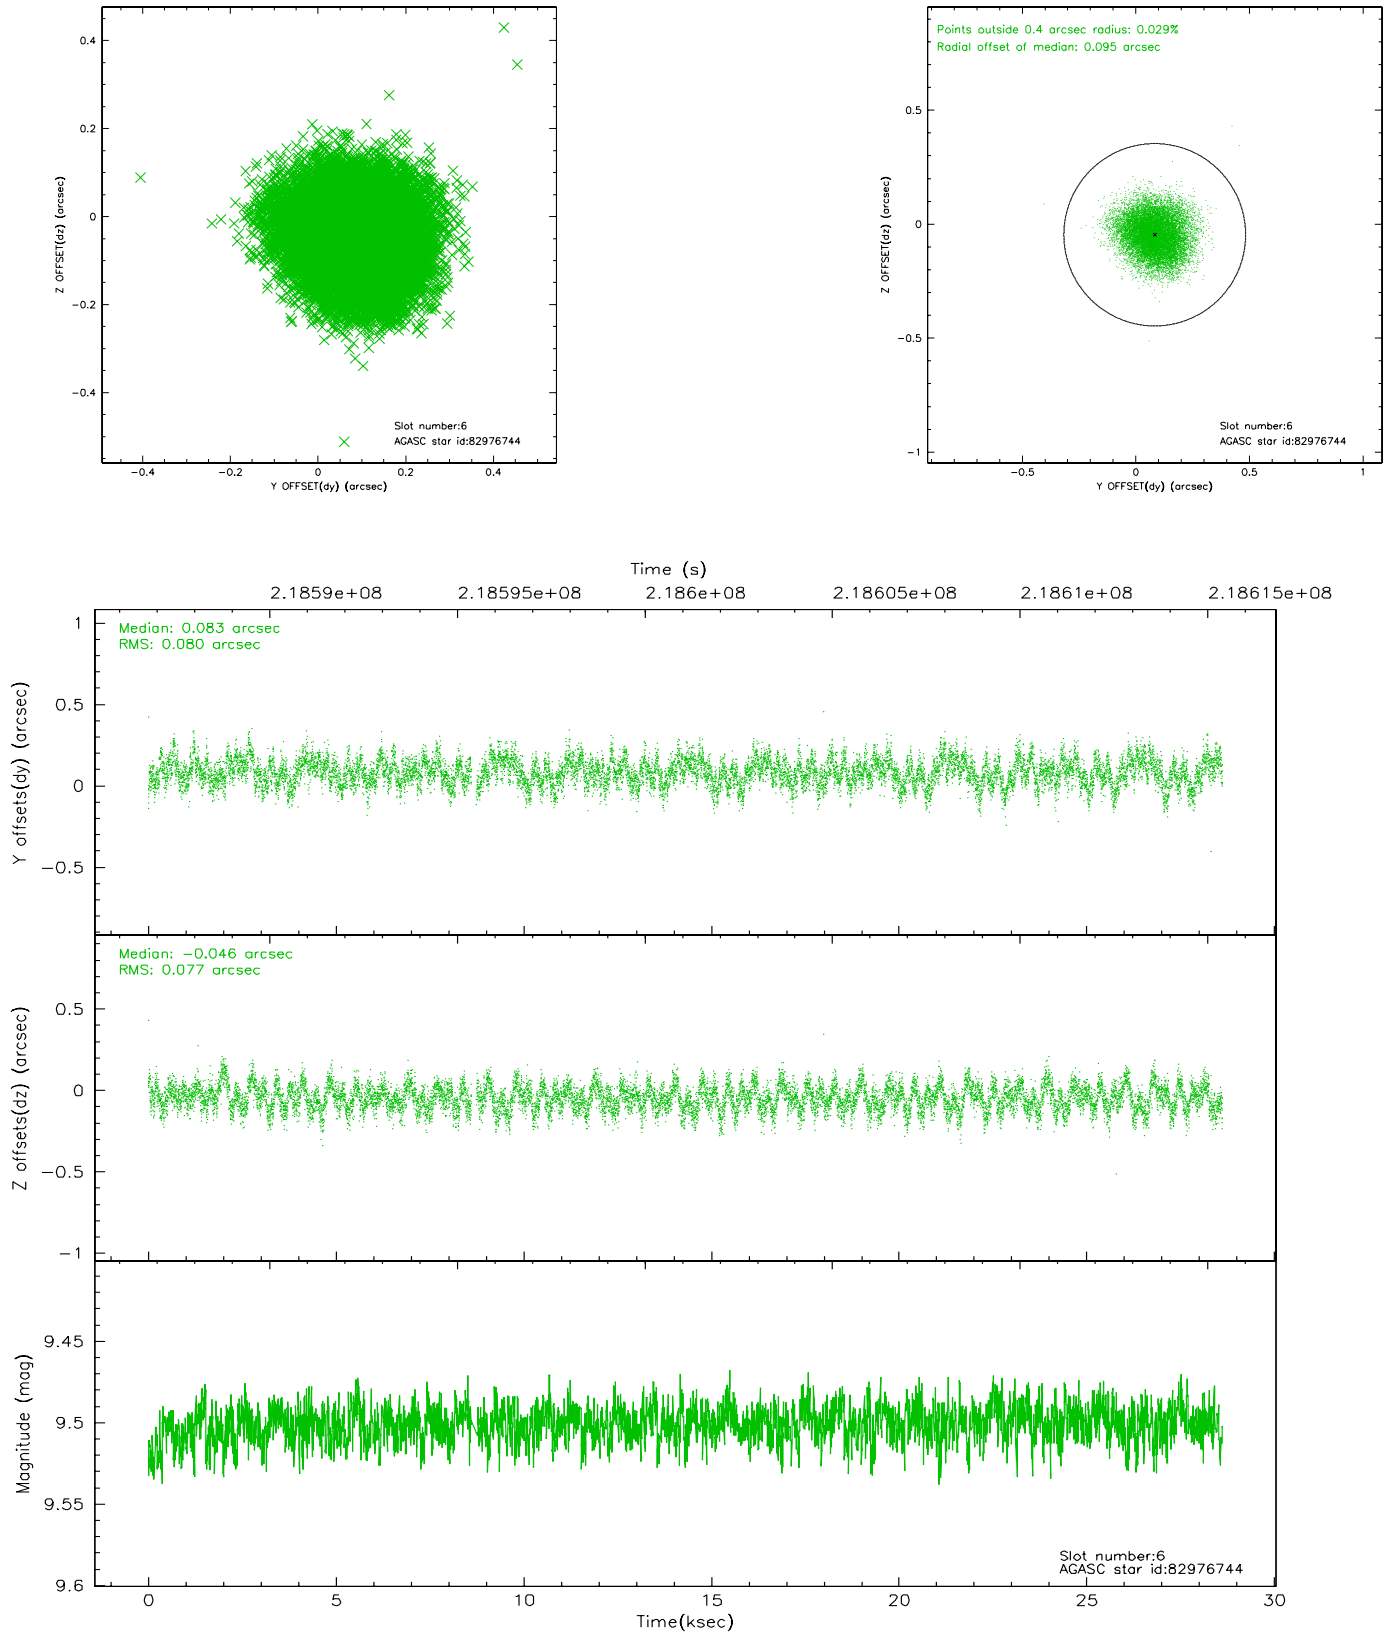 0.4
0.2
0
−0.2
−0.4
Z OFFSET(dz) (arcsec)
Slot number:6
AGASC star id:82976744
−0.4 −0.2 0 0.2 0.4
Y OFFSET(dy) (arcsec)
Points outside 0.4 arcsec radius: 0.029%
Radial offset of median: 0.095 arcsec
0.5
0
−0.5
−1
Z OFFSET(dz) (arcsec)
Slot number:6
AGASC star id:82976744
−0.5 0 0.5 1
Y OFFSET(dy) (arcsec)
Time (s)
2.1859e+08 2.18595e+08 2.186e+08 2.18605e+08 2.1861e+08 2.18615e+08
Median: 0.083 arcsec
RMS: 0.080 arcsec
1
0.5
0
−0.5
Y offsets(dy) (arcsec)
Median: −0.046 arcsec
RMS: 0.077 arcsec
0.5
0
−0.5
−1
Z offsets(dz) (arcsec)
9.45
9.5
9.55
9.6
Magnitude (mag)
Slot number:6
AGASC star id:82976744
0 5 10 15 20 25 30
Time(ksec)